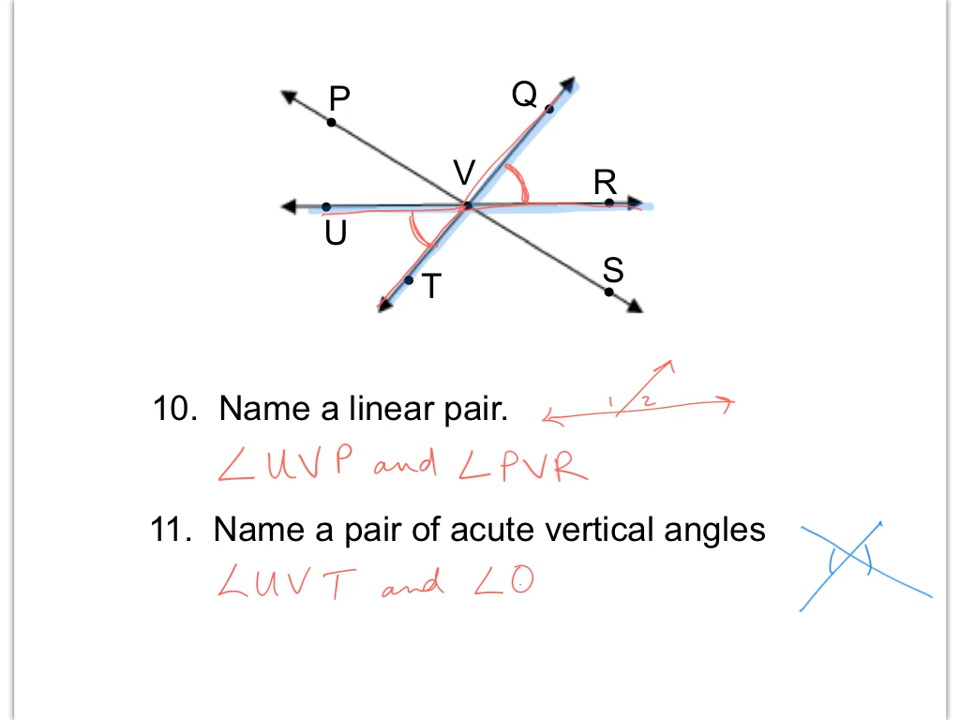 P
Q
V
R
U
S
T
10. Name a linear pair.
1 2
∠UVP and ∠PVR
11. Name a pair of acute vertical angles
∠UVT and ∠Q